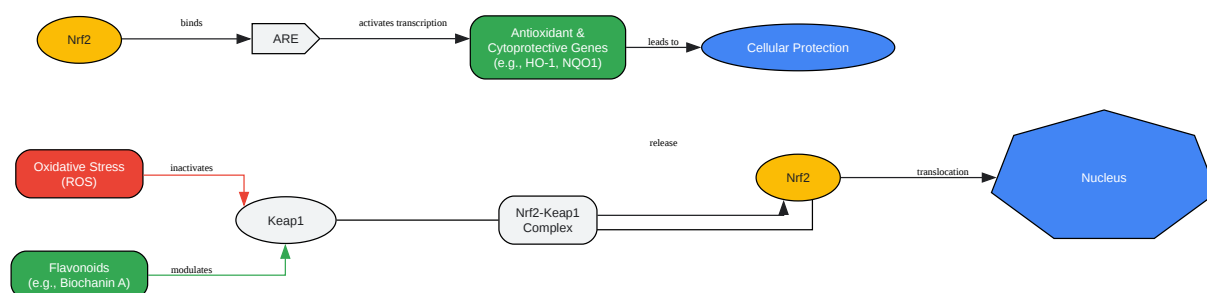 Nrf2
binds
ARE
activates transcription
Antioxidant &
Cytoprotective Genes
(e.g., HO-1, NQO1)
leads to
Cellular Protection
Oxidative Stress
(ROS)
inactivates
Keap1
Flavonoids
(e.g., Biochanin A)
modulates
Nrf2-Keap1
Complex
release
Nrf2
translocation
Nucleus